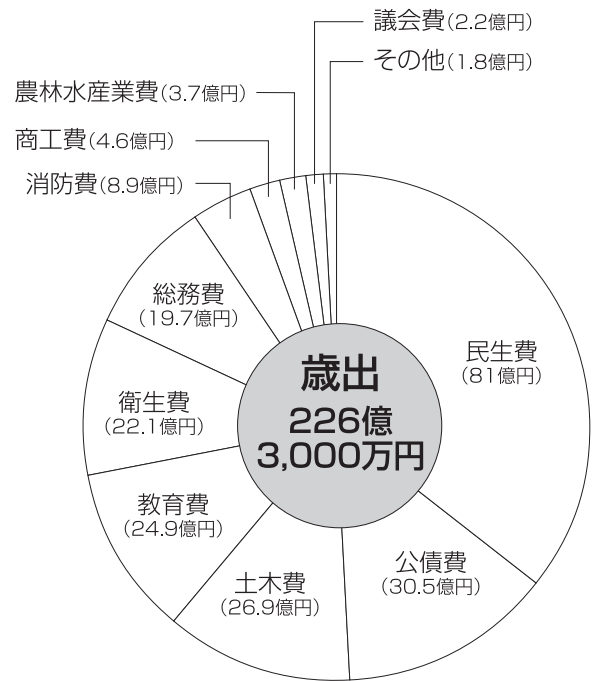 議会費(2.2億円)
その他(1.8億円)
農林水産業費(3.7億円)
商工費(4.6億円)
消防費(8.9億円)
総務費
(19.7億円)
民生費
(81億円)
歳出
226億
3,000万円
衛生費
(22.1億円)
教育費
(24.9億円)
公債費
(30.5億円)
土木費
(26.9億円)